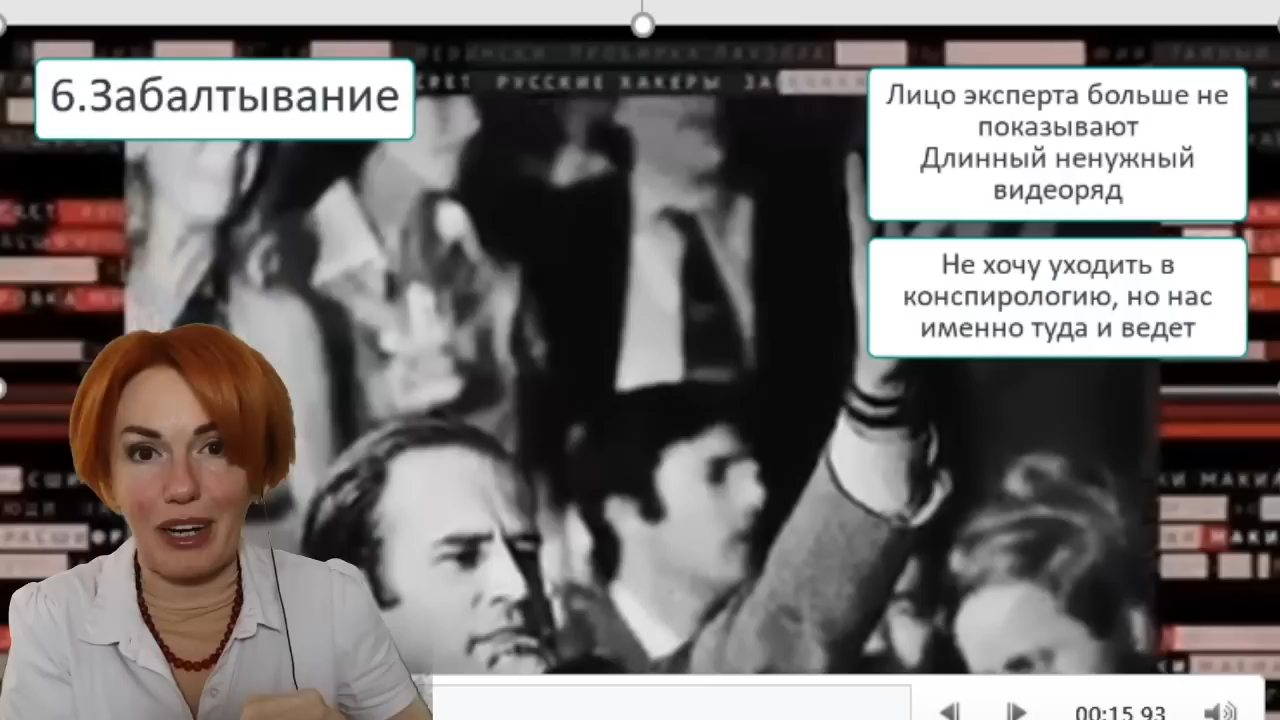 6.Забалтывание
РУССКИЕ ХАКЕРЫ
Лицо эксперта больше не
показывают
Длинный ненужный
видеоряд
Не хочу уходить в
конспирологию, но нас
именно туда и ведет
00:15.93